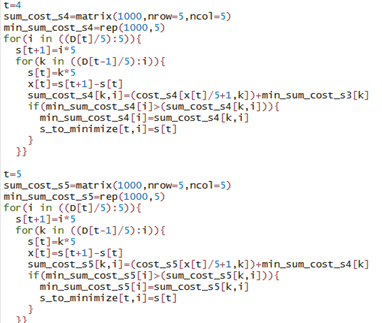 t=4
sum_cost_s4=matrix(1000,nrow=5,ncol=5)
min_sum_cost_s4=rep(1000,5)
for(i in ((D[t]/5):5)){
  s[t+1]=i*5
  for(k in ((D[t-1]/5):i)){
    s[t]=k*5
    x[t]=s[t+1]-s[t]
    sum_cost_s4[k,i]=(cost_s4[x[t]/5+1,k])+min_sum_cost_s3[k]
    if(min_sum_cost_s4[i]>(sum_cost_s4[k,i])){
      min_sum_cost_s4[i]=sum_cost_s4[k,i]
      s_to_minimize[t,i]=s[t]
    }
  }}
t=5
sum_cost_s5=matrix(1000,nrow=5,ncol=5)
min_sum_cost_s5=rep(1000,5)
for(i in ((D[t]/5):5)){
  s[t+1]=i*5
  for(k in ((D[t-1]/5):i)){
    s[t]=k*5
    x[t]=s[t+1]-s[t]
    sum_cost_s5[k,i]=(cost_s5[x[t]/5+1,k])+min_sum_cost_s4[k]
    if(min_sum_cost_s5[i]>(sum_cost_s5[k,i])){
      min_sum_cost_s5[i]=sum_cost_s5[k,i]
      s_to_minimize[t,i]=s[t]
    }
  }}